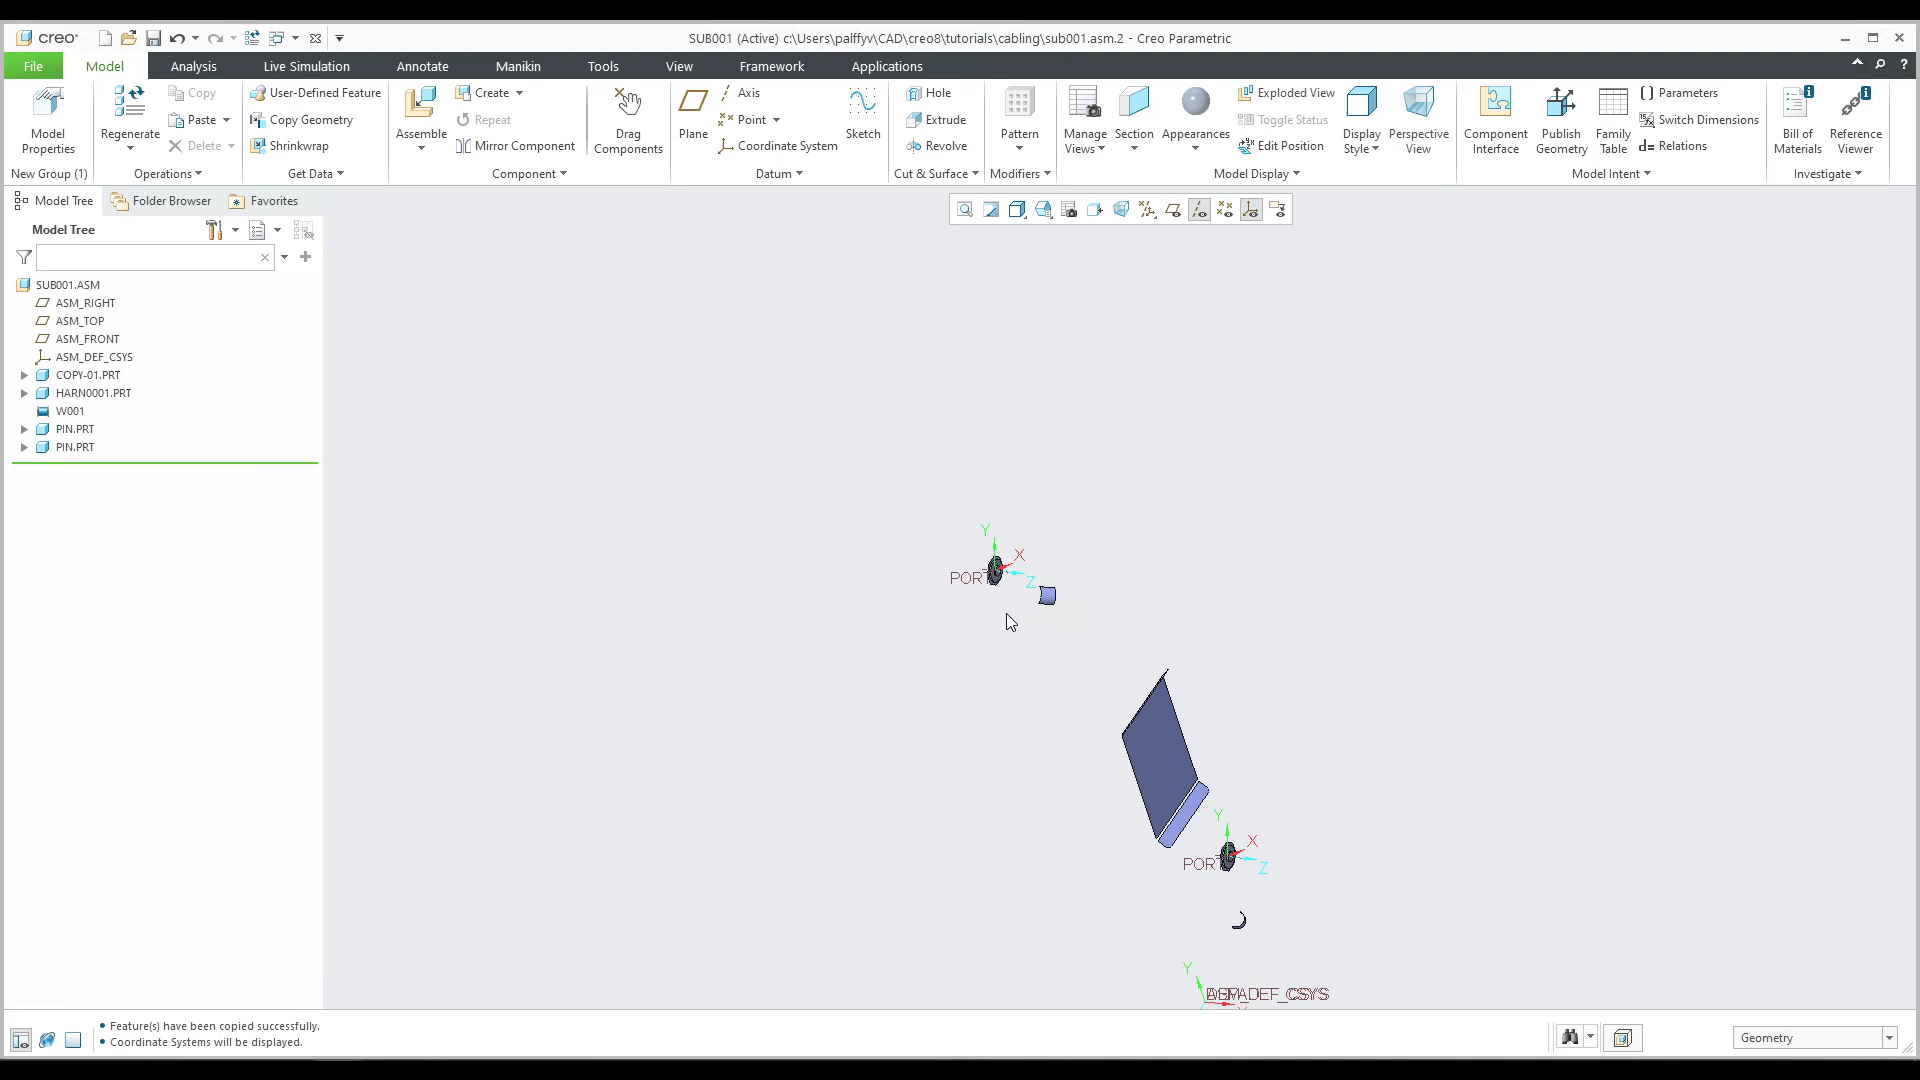 creo
SUB001 (Active) c:\Users\palffyv\CAD\creo8\tutorials\cabling\sub001.asm.2 - Creo Parametric
File Model Analysis Live Simulation Annotate Manikin Tools View Framework Applications
Model Properties
New Group (1)
Regenerate
Copy
Paste
Delete
Operations
User-Defined Feature
Copy Geometry
Shrinkwrap
Get Data
Assemble
Create
Repeat
Mirror Component
Drag Components
Component
Plane
Axis
Point
Coordinate System
Sketch
Datum
Hole
Extrude
Revolve
Cut & Surface
Pattern
Modifiers
Manage Views
Section
Appearances
Exploded View
Toggle Status
Edit Position
Display Style
Perspective View
Model Display
Component Interface
Publish Geometry
Family Table
Parameters
Switch Dimensions
d= Relations
Model Intent
Bill of Materials
Reference Viewer
Investigate
Model Tree Folder Browser Favorites
Model Tree
SUB001.ASM
ASM_RIGHT
ASM_TOP
ASM_FRONT
ASM_DEF_CSYS
COPY-01.PRT
HARN0001.PRT
W001
PIN.PRT
PIN.PRT
Y
X
Z
POR
Y
X
Z
POR
Y
DEF_CSYS
Feature(s) have been copied successfully.
Coordinate Systems will be displayed.
Geometry